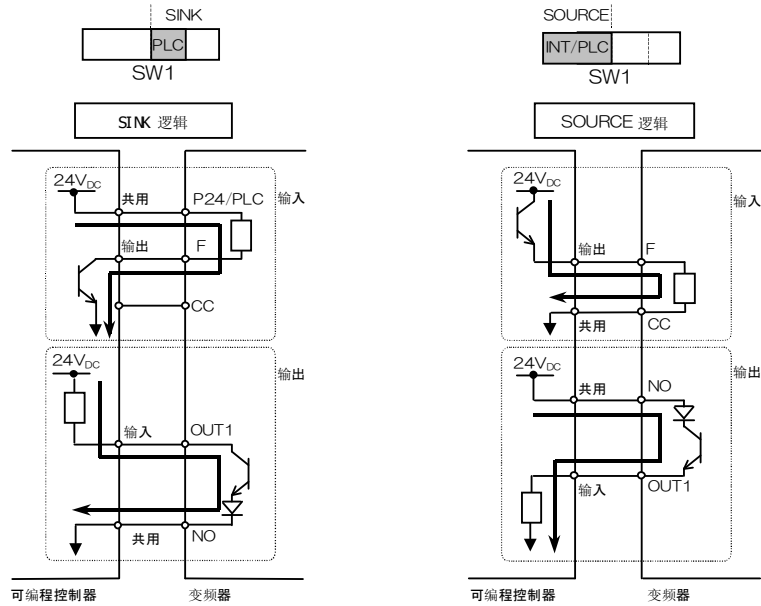 SINK
PLC
SW1
SINK 逻辑
24VDC
共用
P24/PLC
输入
输出
F
CC
24VDC
输出
输入
OUT1
共用
NO
可编程控制器
变频器
SOURCE
INT/PLC
SW1
SOURCE 逻辑
24VDC
输入
输出
F
共用
CC
24VDC
输出
共用
NO
输入
OUT1
可编程控制器
变频器